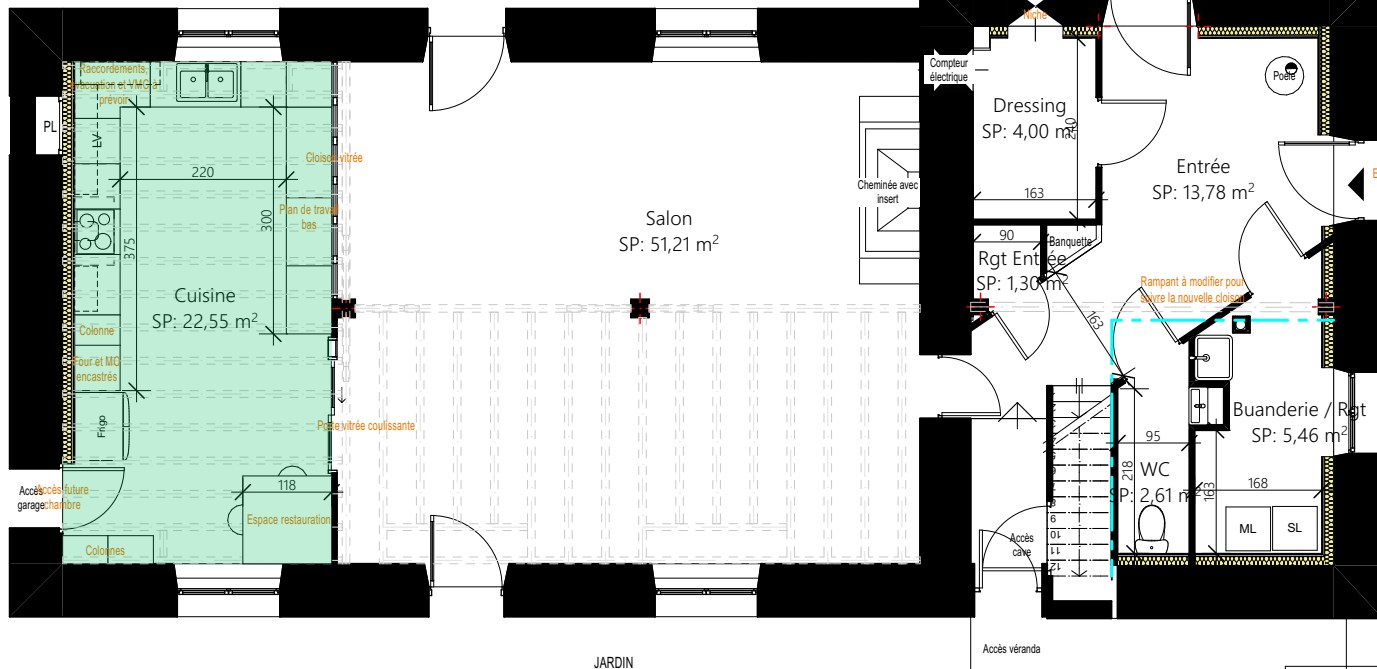 Niche
Raccordements,
évacuation et VMC à
prévoir
PL
LV
220
Cloison vitrée
Plan de travail
bas
300
375
Cuisine
SP: 22,55 m²
Colonne
Four et MO
encastrés
Frigo
Porte vitrée coulissante
118
Espace restauration
Accès
garage
Accès future
chambre
Colonnes
Salon
SP: 51,21 m²
Cheminée avec
insert
Compteur
électrique
Dressing
SP: 4,00 m²
240
163
Poêle
Entrée
SP: 13,78 m²
E
90
Banquette
Rgt Entrée
SP: 1,30 m²
163
Rampant à modifier pour
suivre la nouvelle cloison
Buanderie / Rgt
SP: 5,46 m²
95
WC
SP: 2,61 m²
218
163
168
ML
SL
Accès
cave
9
10
11
12
Accès véranda
JARDIN